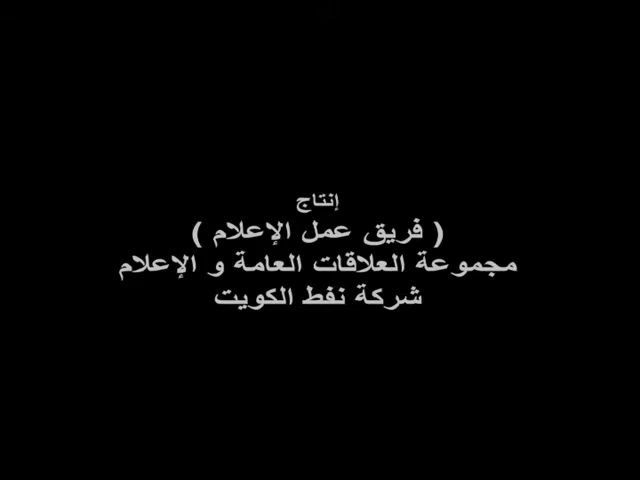 إنتاج
( فريق عمل الإعلام )
مجموعة العلاقات العامة و الإعلام
شركة نفط الكويت